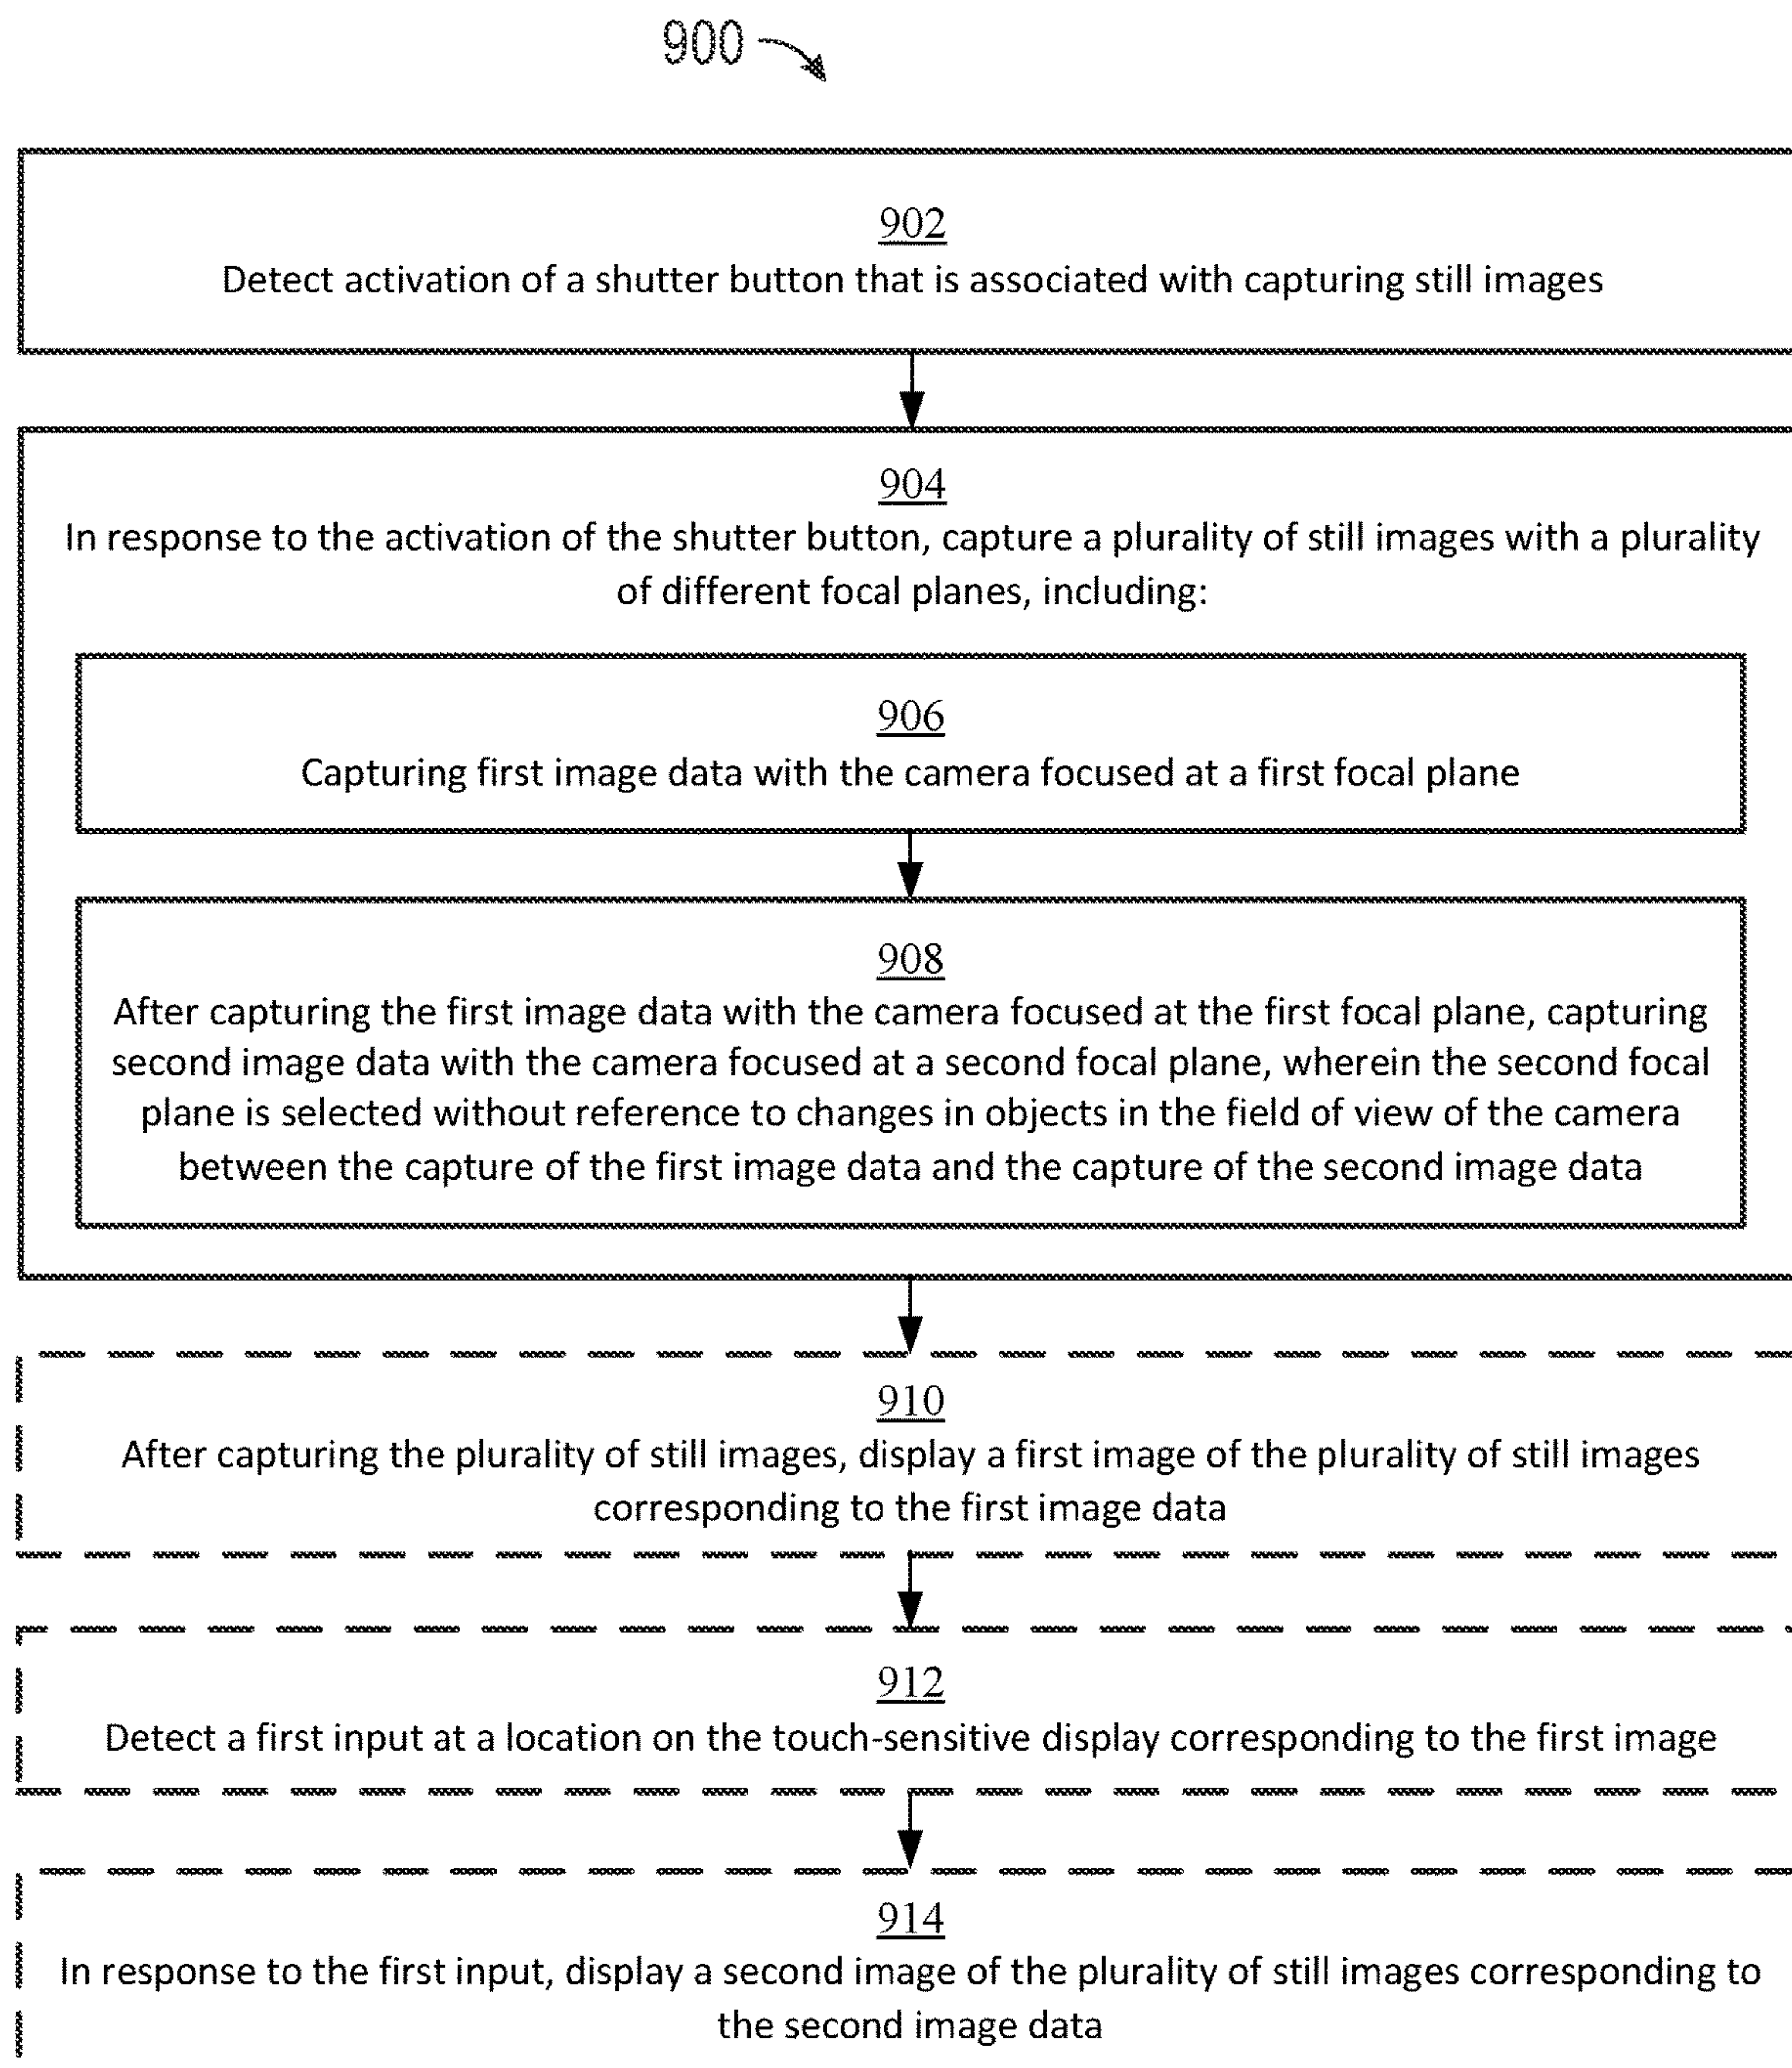 900
902
Detect activation of a shutter button that is associated with capturing still images
904
In response to the activation of the shutter button, capture a plurality of still images with a plurality
of different focal planes, including:
906
Capturing first image data with the camera focused at a first focal plane
908
After capturing the first image data with the camera focused at the first focal plane, capturing
second image data with the camera focused at a second focal plane, wherein the second focal
plane is selected without reference to changes in objects in the field of view of the camera
between the capture of the first image data and the capture of the second image data
910
After capturing the plurality of still images, display a first image of the plurality of still images
corresponding to the first image data
912
Detect a first input at a location on the touch-sensitive display corresponding to the first image
914
In response to the first input, display a second image of the plurality of still images corresponding to
the second image data